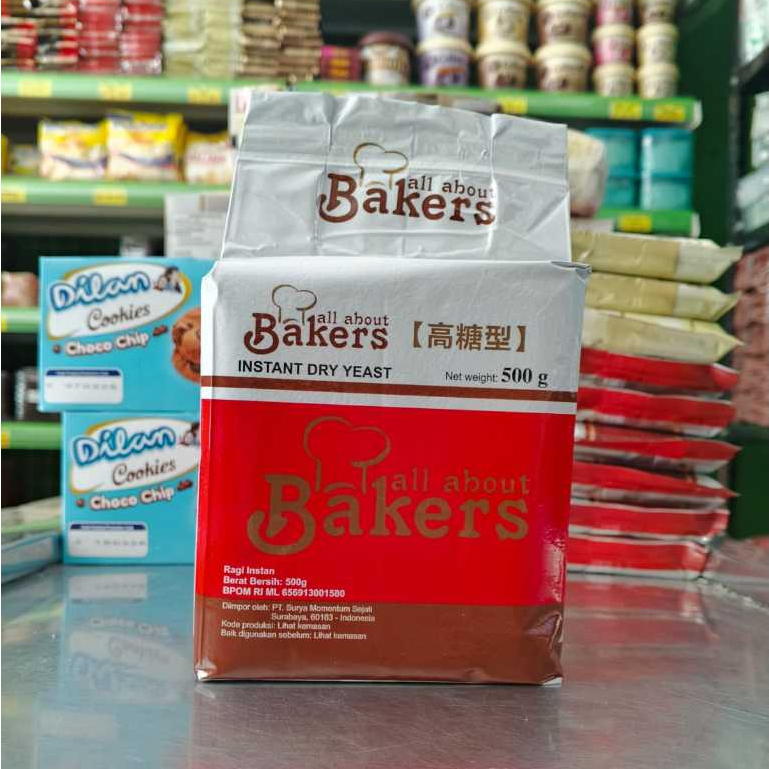 all about
Bakers
all about
Bakers
【高糖型】
INSTANT DRY YEAST
Net weight: 500 g
all about
Bakers
Ragi Instan
Berat Bersih: 500g
BPOM RI ML 656913001580
Diimpor oleh: PT. Surya Momentum Sejati
Surabaya, 60183 - Indonesia
Kode produksi: Lihat kemasan
Baik digunakan sebelum: Lihat kemasan
Dilan
Cookies
Choco Chip
Dilan
Cookies
Choco Chip